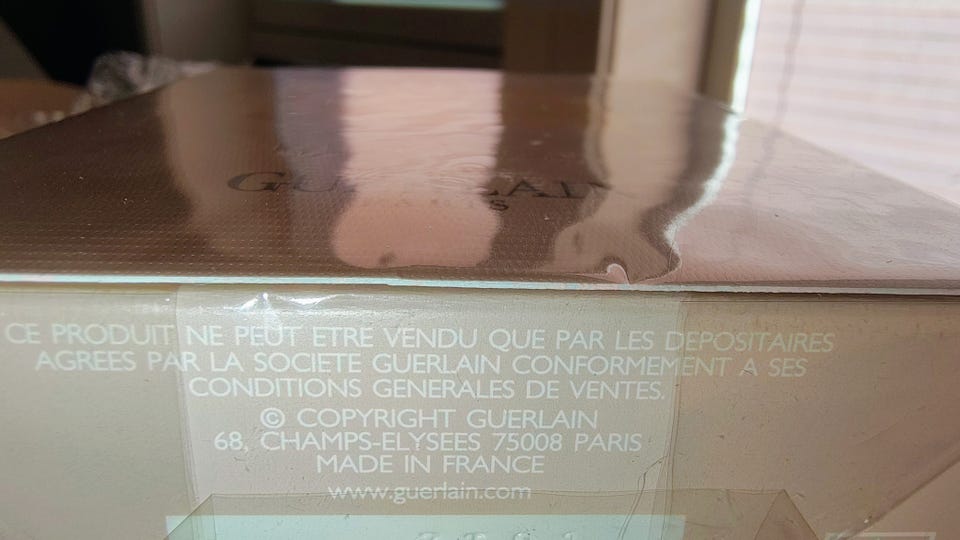 GUERLAIN
CE PRODUIT NE PEUT ETRE VENDU QUE PAR LES DEPOSITAIRES
AGREES PAR LA SOCIETE GUERLAIN CONFORMEMENT A SES
CONDITIONS GENERALES DE VENTES.
© COPYRIGHT GUERLAIN
68, CHAMPS-ELYSEES 75008 PARIS
MADE IN FRANCE
www.guerlain.com